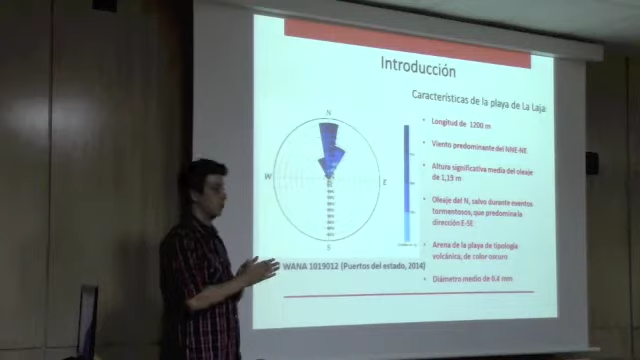 Introducción
Características de la playa de La Laja
N
W
E
S
WANA 1019012 (Puertos del estado, 2014)
• Longitud de 1200 m
• Viento predominante del NNE-NE
• Altura significativa media del oleaje
de 1,19 m
• Oleaje del N, salvo durante eventos
tormentosos, que predomina la
dirección E-SE
• Arena de la playa de tipología
volcánica, de color oscuro
• Diámetro medio de 0.4 mm